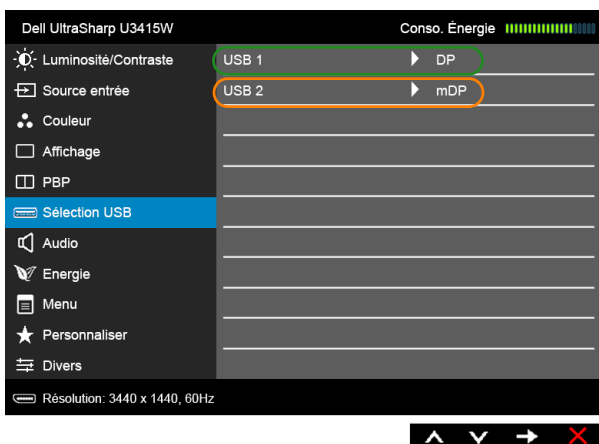 Dell UltraSharp U3415W Conso. Énergie
Luminosité/Contraste USB 1 DP
Source entrée USB 2 mDP
Couleur
Affichage
PBP
Sélection USB
Audio
Energie
Menu
Personnaliser
Divers
Résolution: 3440 x 1440, 60Hz